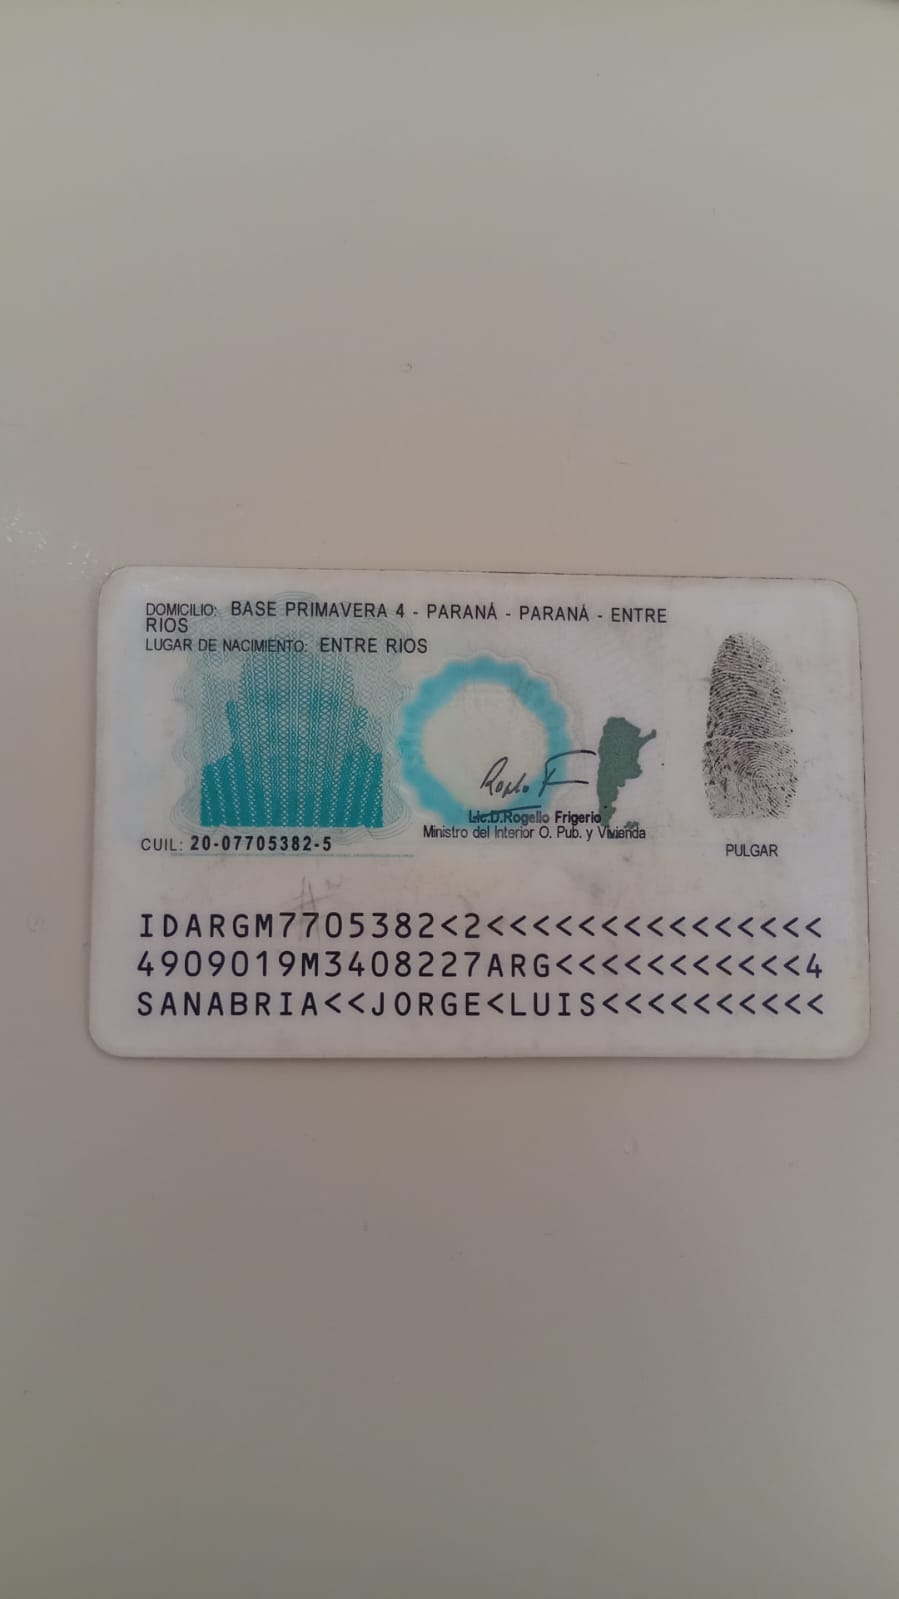 DOMICILIO: BASE PRIMAVERA 4 - PARANÁ - PARANÁ - ENTRE
RIOS
LUGAR DE NACIMIENTO: ENTRE RIOS
Lic.D.Rogelio Frigerio
Ministro del Interior O. Pub. y Vivienda
CUIL: 20-07705382-5
PULGAR
IDARGM7705382<2<<<<<<<<<<<<<<<
4909019M3408227ARG<<<<<<<<<<<4
SANABRIA<<JORGE<LUIS<<<<<<<<<<